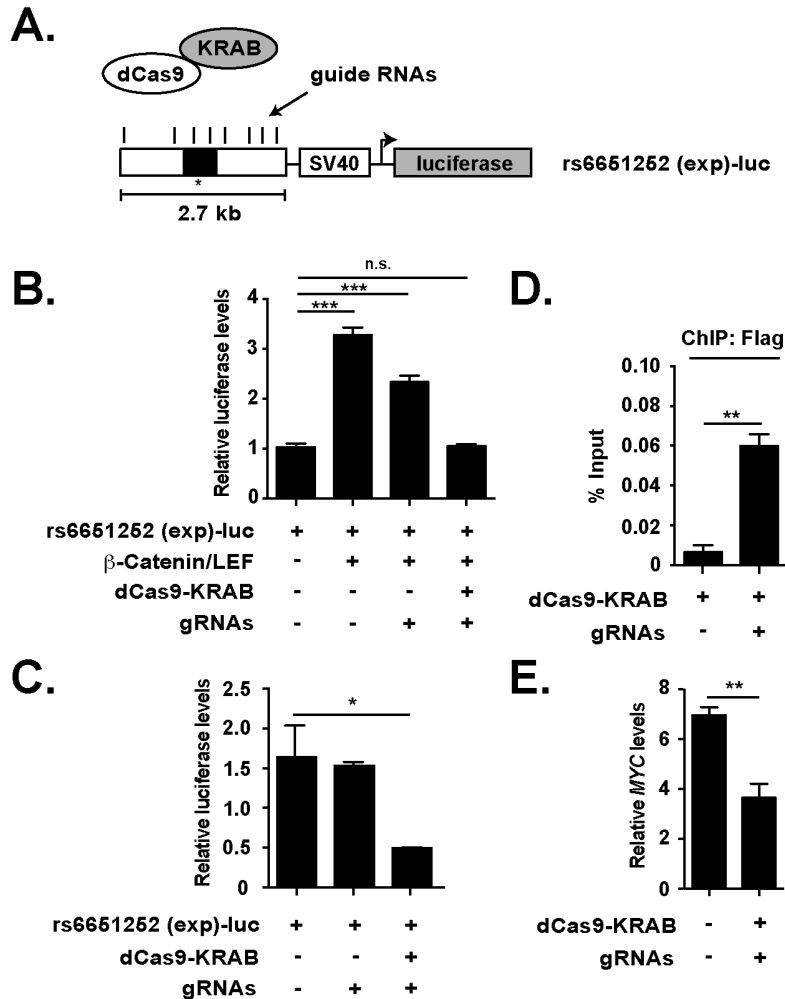 A.
KRAB
dCas9
guide RNAs
SV40
luciferase
rs6651252 (exp)-luc
*
2.7 kb
B.
n.s.
***
***
Relative luciferase levels
4
3
2
1
0
rs6651252 (exp)-luc + + + +
β-Catenin/LEF - + + +
dCas9-KRAB - - - +
gRNAs - - + +
D.
ChIP: Flag
**
% Input
0.10
0.08
0.06
0.04
0.02
0
dCas9-KRAB + +
gRNAs - +
C.
*
Relative luciferase levels
2.5
2.0
1.5
1.0
0.5
0
rs6651252 (exp)-luc + + +
dCas9-KRAB - - +
gRNAs - + +
E.
**
Relative MYC levels
8
6
4
2
0
dCas9-KRAB - +
gRNAs - +